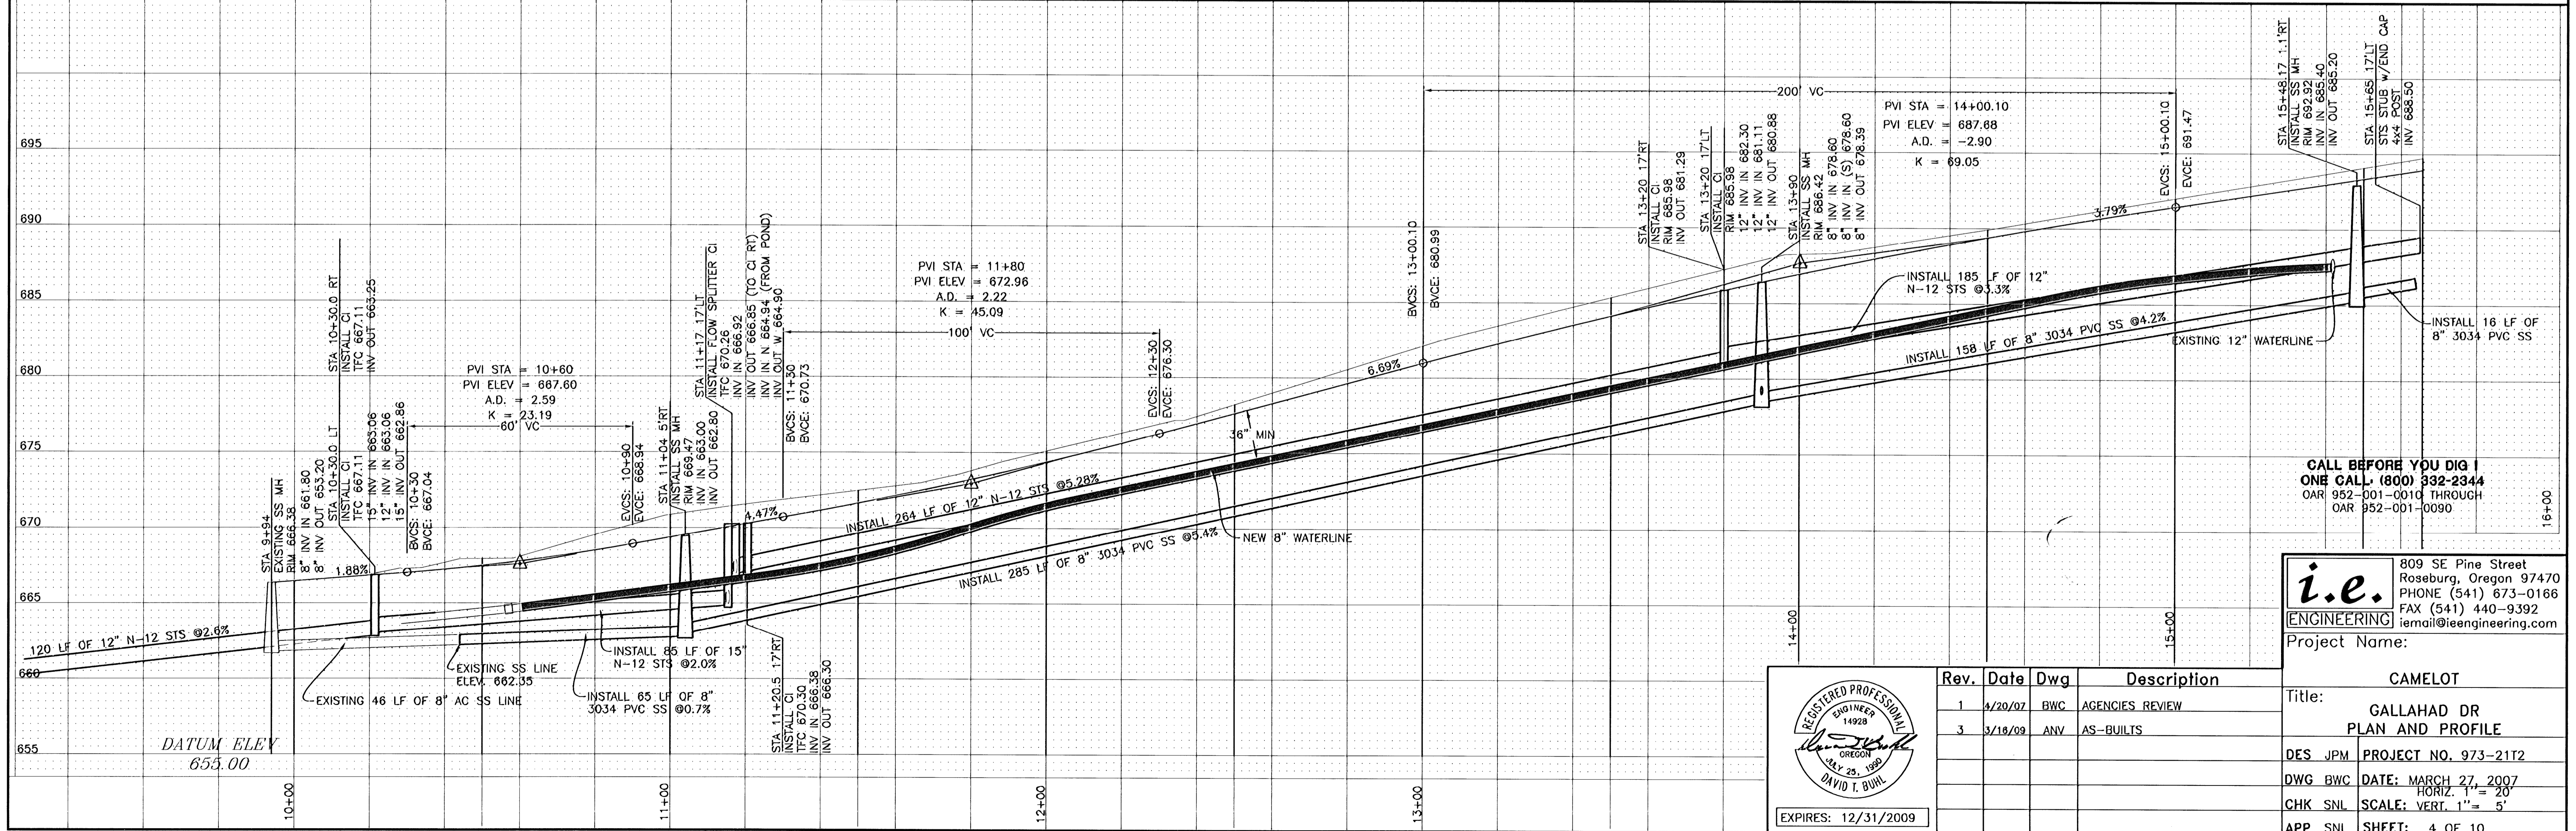 695
690
685
680
675
670
665
660
655
DATUM ELEV
655.00
10+00
11+00
12+00
13+00
14+00
15+00
16+00
120 LF OF 12" N-12 STS @2.6%
STA 9+94
EXISTING SS MH
RIM 666.38
8" INV IN 661.80
8" INV OUT 653.20
STA 10+30.0 LT
INSTALL CI
TFC 667.11
15" INV IN 663.06
12" INV IN 663.06
15" INV OUT 662.86
STA 10+30.0 RT
INSTALL CI
TFC 667.11
INV OUT 663.25
BVCS: 10+30
BVCE: 667.04
1.88%
PVI STA = 10+60
PVI ELEV = 667.60
A.D. = 2.59
K = 23.19
60' VC
EVCS: 10+90
EVCE: 668.94
EXISTING 46 LF OF 8" AC SS LINE
EXISTING SS LINE
ELEV. 662.35
INSTALL 65 LF OF 8"
3034 PVC SS @0.7%
INSTALL 85 LF OF 15"
N-12 STS @2.0%
STA 11+04 5'RT
INSTALL SS MH
RIM 669.47
INV IN 663.00
INV OUT 662.80
STA 11+17 17'LT
INSTALL FLOW SPLITTER CI
TFC 670.26
INV IN 666.92
INV OUT 666.85 (TO CI RT)
INV IN N 664.94 (FROM POND)
INV OUT W 664.90
BVCS: 11+30
BVCE: 670.73
4.47%
STA 11+20.5 17'RT
INSTALL CI
TFC 670.30
INV IN 666.38
INV OUT 666.30
PVI STA = 11+80
PVI ELEV = 672.96
A.D. = 2.22
K = 45.09
100' VC
EVCS: 12+30
EVCE: 676.30
INSTALL 264 LF OF 12" N-12 STS @5.28%
INSTALL 285 LF OF 8" 3034 PVC SS @5.4%
NEW 8" WATERLINE
36" MIN
6.69%
BVCS: 13+00.10
BVCE: 680.99
200' VC
STA 13+20 17'RT
INSTALL CI
RIM 685.98
INV OUT 681.29
STA 13+20 17'LT
INSTALL CI
RIM 685.98
12" INV IN 682.30
12" INV IN 681.11
12" INV OUT 680.88
STA 13+90
INSTALL SS MH
RIM 686.42
8" INV IN 678.60
8" INV IN (S) 678.60
8" INV OUT 678.39
PVI STA = 14+00.10
PVI ELEV = 687.68
A.D. = -2.90
K = 69.05
INSTALL 185 LF OF 12"
N-12 STS @3.3%
INSTALL 158 LF OF 8" 3034 PVC SS @4.2%
EXISTING 12" WATERLINE
3.79%
EVCS: 15+00.10
EVCE: 691.47
STA 15+48.17 1.1'RT
INSTALL SS MH
RIM 692.92
INV IN 685.40
INV OUT 685.20
STA 15+65 17'LT
STS STUB w/END CAP
4x4 POST
INV 688.50
INSTALL 16 LF OF
8" 3034 PVC SS
CALL BEFORE YOU DIG !
ONE CALL: (800) 332-2344
OAR 952-001-0010 THROUGH
OAR 952-001-0090
REGISTERED PROFESSIONAL
ENGINEER
14928
OREGON
JULY 25, 1990
DAVID T. BUHL
EXPIRES: 12/31/2009
Rev. Date Dwg Description
1 4/20/07 BWC AGENCIES REVIEW
3 3/16/09 ANV AS-BUILTS
i.e.
ENGINEERING
809 SE Pine Street
Roseburg, Oregon 97470
PHONE (541) 673-0166
FAX (541) 440-9392
iemail@ieengineering.com
Project Name:
CAMELOT
Title:
GALLAHAD DR
PLAN AND PROFILE
DES JPM PROJECT NO. 973-21T2
DWG BWC DATE: MARCH 27, 2007
CHK SNL SCALE: HORIZ. 1"= 20' VERT. 1"= 5'
APP SNL SHEET: 4 OF 10